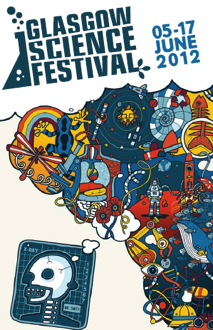 GLASGOW
SCIENCE
FESTIVAL
05-17
JUNE
2012
X-RAY